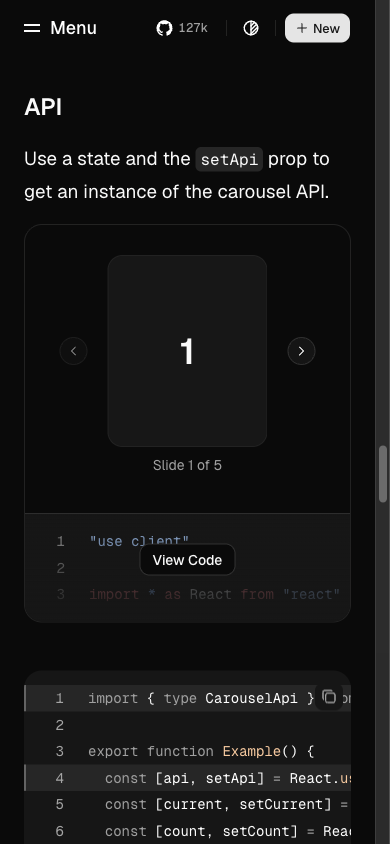 Menu 127k + New
API
Use a state and the setApi prop to
get an instance of the carousel API.
1
Slide 1 of 5
1 "use client"
View Code
2
3 import * as React from "react"
1 import { type CarouselApi }
2
3 export function Example() {
4 const [api, setApi] = React.us
5 const [current, setCurrent] =
6 const [count, setCount] = Reac